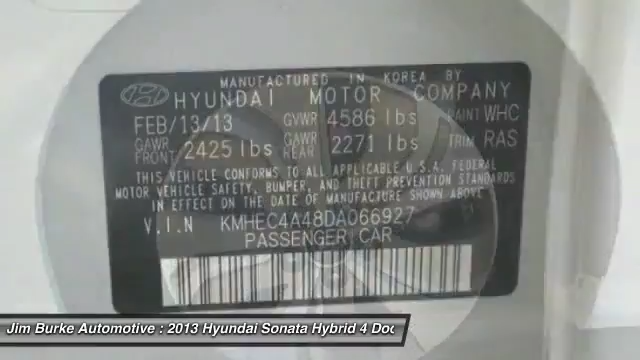 MANUFACTURED IN KOREA BY
HYUNDAI MOTOR COMPANY
FEB/13/13 GVWR 4586 lbs PAINT WHC
GAWR FRONT 2425 lbs GAWR REAR 2271 lbs TRIM RAS
THIS VEHICLE CONFORMS TO ALL APPLICABLE U.S.A. FEDERAL
MOTOR VEHICLE SAFETY, BUMPER, AND THEFT PREVENTION STANDARDS
IN EFFECT ON THE DATE OF MANUFACTURE SHOWN ABOVE
V.I.N KMHEC4A48DA066927
PASSENGER CAR
Jim Burke Automotive : 2013 Hyundai Sonata Hybrid 4 Doo